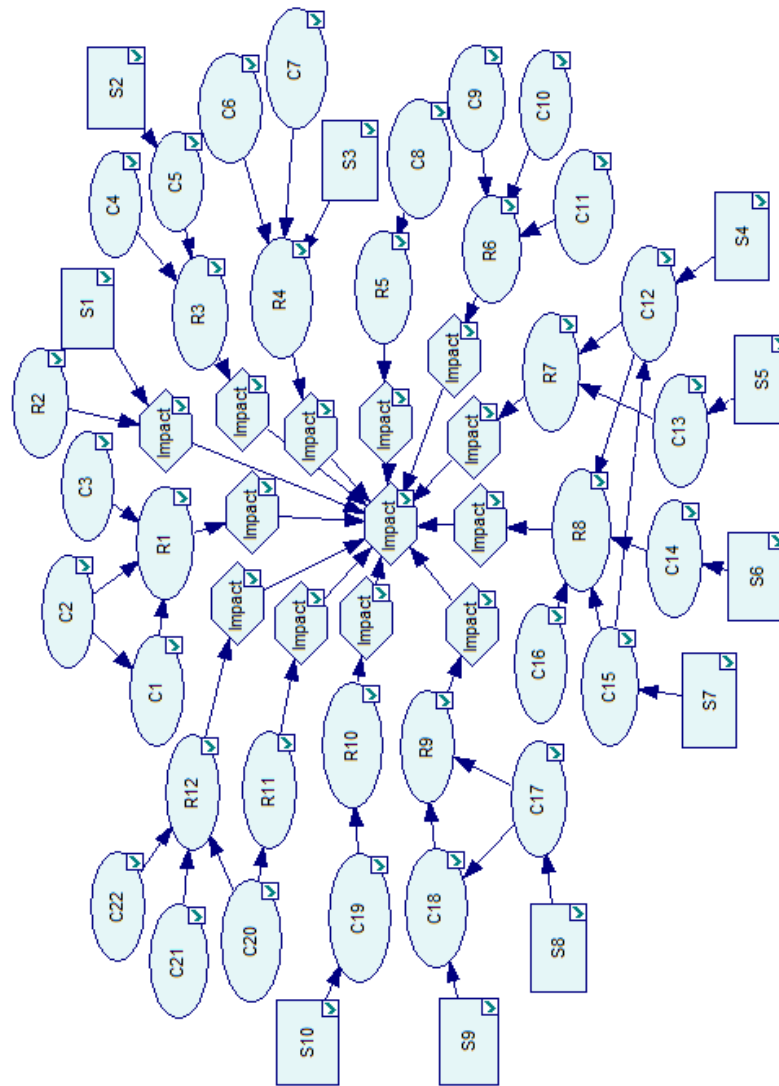 R2
C2
C3
S1
C4
S2
C22
C1
R1
Impact
C5
C21
R12
R3
C6
Impact
Impact
Impact
C20
R11
R4
C7
Impact
Impact
S10
C19
R10
Impact
S3
R5
Impact
Impact
C8
R9
C18
Impact
S9
Impact
Impact
Impact
C9
R6
C16
C17
R7
C10
S8
R8
C11
C15
C12
C14
C13
S7
S4
S6
S5